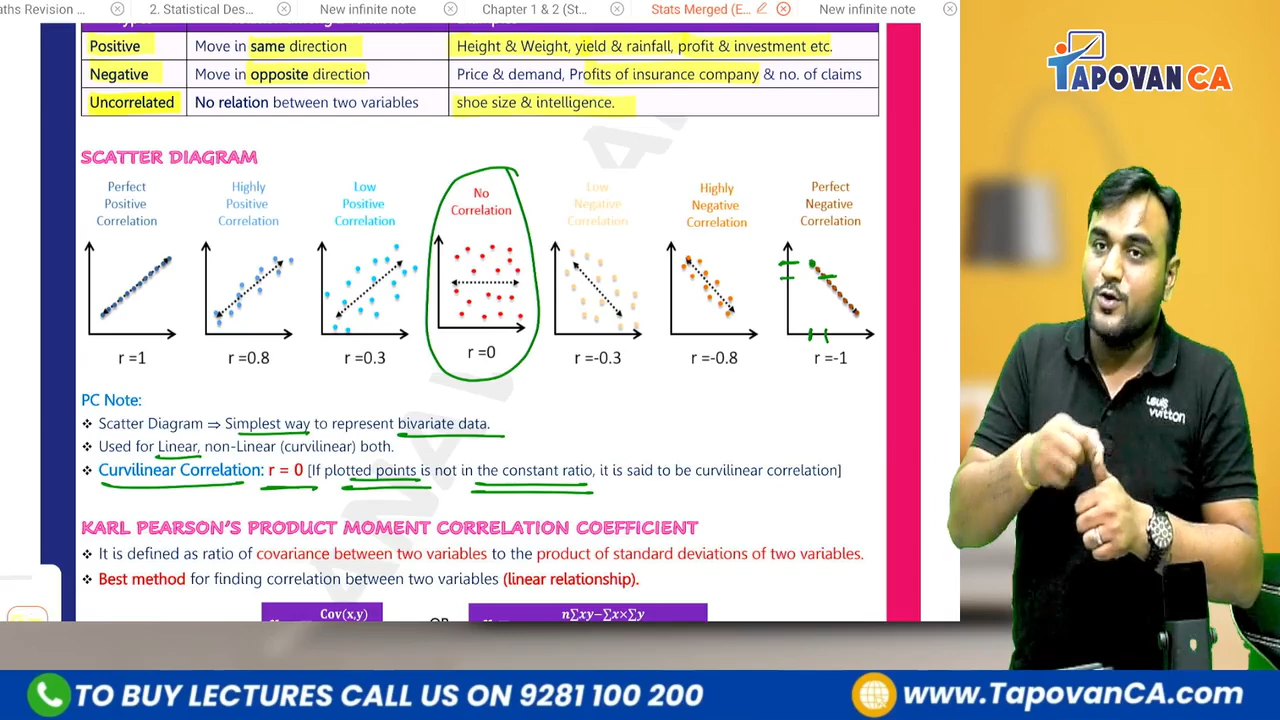 aths Revision ...
2. Statistical Des...
New infinite note
Chapter 1 & 2 (St...
Stats Merged (E...
New infinite note
Positive Move in same direction Height & Weight, yield & rainfall, profit & investment etc.
Negative Move in opposite direction Price & demand, Profits of insurance company & no. of claims
Uncorrelated No relation between two variables shoe size & intelligence.
TAPOVAN CA
SCATTER DIAGRAM
Perfect Positive Correlation
Highly Positive Correlation
Low Positive Correlation
No Correlation
Low Negative Correlation
Highly Negative Correlation
Perfect Negative Correlation
r =1
r =0.8
r =0.3
r =0
r =-0.3
r =-0.8
r =-1
PC Note:
❖ Scatter Diagram ⇒ Simplest way to represent bivariate data.
❖ Used for Linear, non-Linear (curvilinear) both.
❖ Curvilinear Correlation: r = 0 [If plotted points is not in the constant ratio, it is said to be curvilinear correlation]
KARL PEARSON'S PRODUCT MOMENT CORRELATION COEFFICIENT
❖ It is defined as ratio of covariance between two variables to the product of standard deviations of two variables.
❖ Best method for finding correlation between two variables (linear relationship).
Cov(x,y)
n∑xy−∑x×∑y
Louis vuitton
TO BUY LECTURES CALL US ON 9281 100 200
www.TapovanCA.com